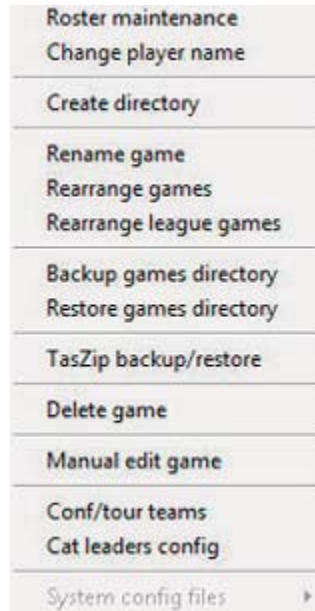 Roster maintenance
Change player name
Create directory
Rename game
Rearrange games
Rearrange league games
Backup games directory
Restore games directory
TasZip backup/restore
Delete game
Manual edit game
Conf/tour teams
Cat leaders config
System config files